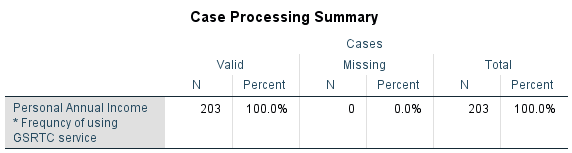 Case Processing Summary
Cases
Valid Missing Total
N Percent N Percent N Percent
Personal Annual Income 203 100.0% 0 0.0% 203 100.0%
* Frequncy of using
GSRTC service